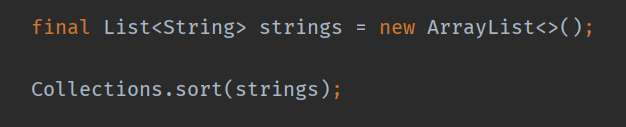 final List<String> strings = new ArrayList<>();
Collections.sort(strings);